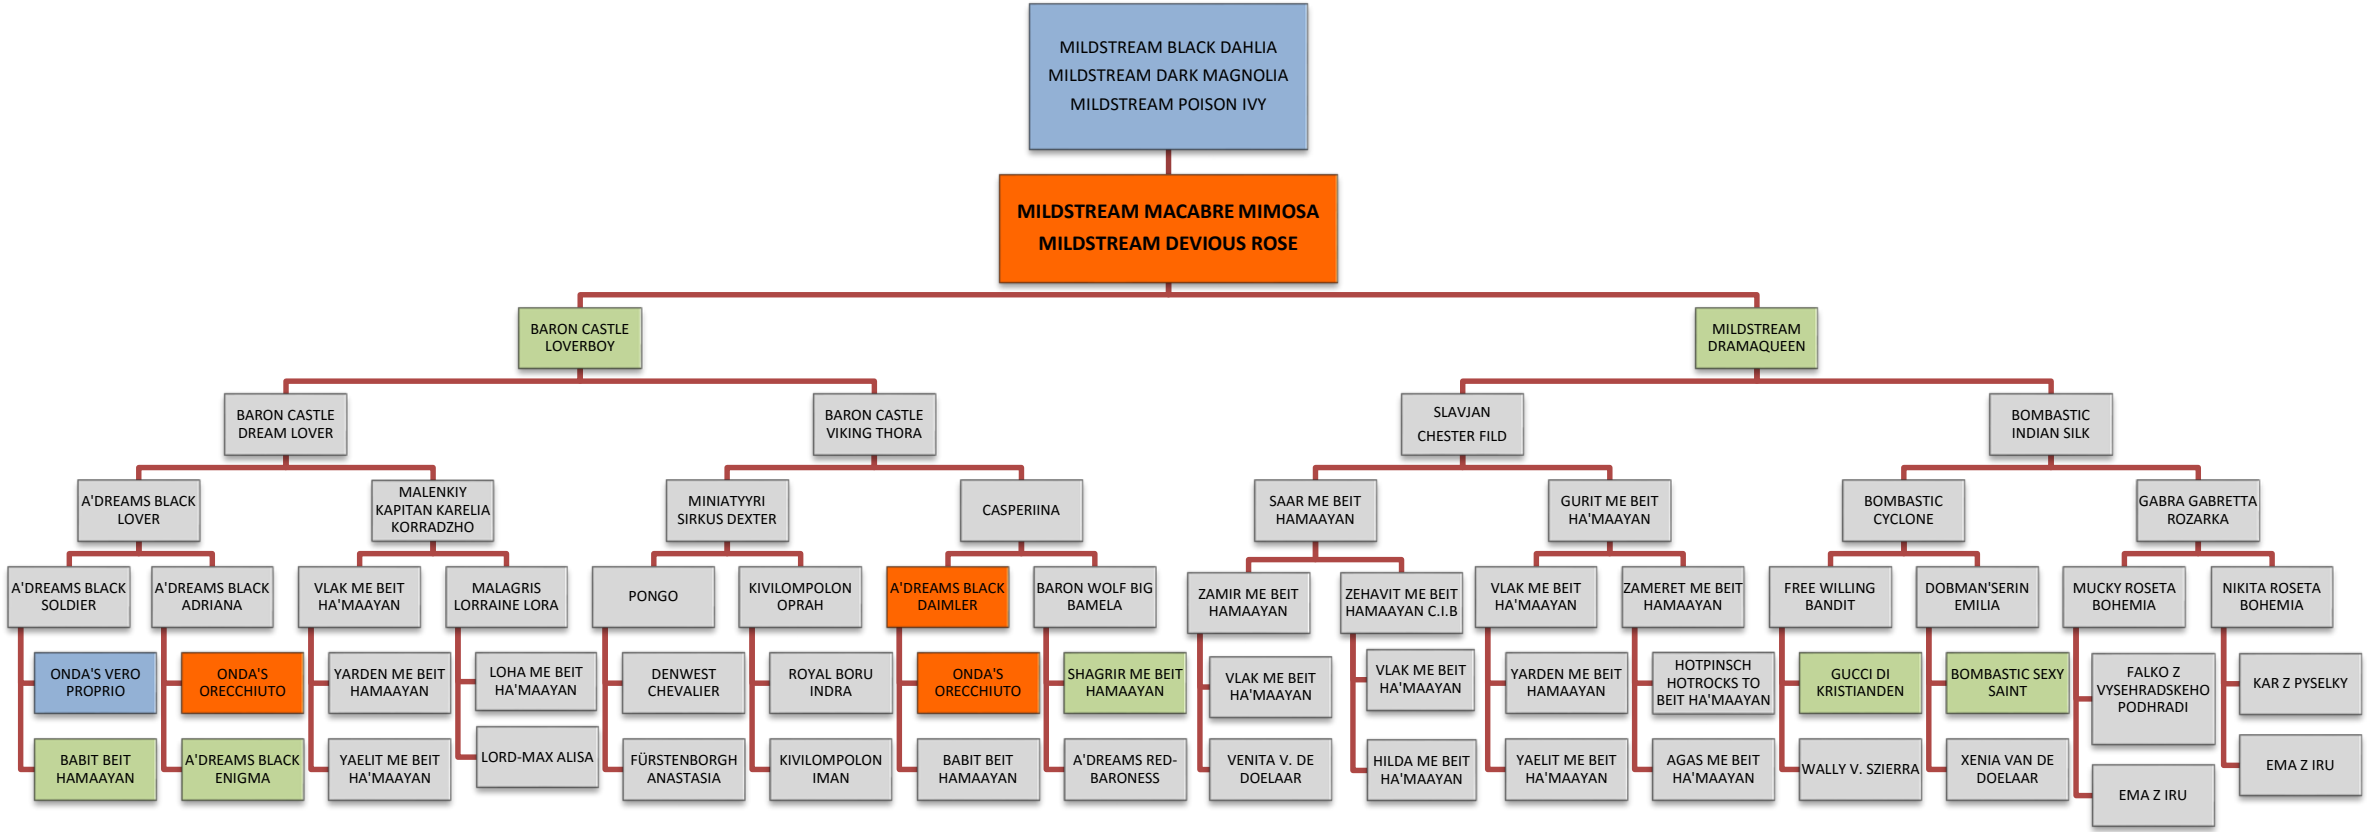 MILDSTREAM BLACK DAHLIA
MILDSTREAM DARK MAGNOLIA
MILDSTREAM POISON IVY
MILDSTREAM MACABRE MIMOSA
MILDSTREAM DEVIOUS ROSE
BARON CASTLE
LOVERBOY
MILDSTREAM
DRAMAQUEEN
BARON CASTLE
DREAM LOVER
BARON CASTLE
VIKING THORA
SLAVJAN
CHESTER FILD
BOMBASTIC
INDIAN SILK
A'DREAMS BLACK
LOVER
MALENKIY
KAPITAN KARELIA
KORRADZHO
MINIATYYRI
SIRKUS DEXTER
CASPERIINA
SAAR ME BEIT
HAMAAYAN
GURIT ME BEIT
HA'MAAYAN
BOMBASTIC
CYCLONE
GABRA GABRETTA
ROZARKA
A'DREAMS BLACK
SOLDIER
A'DREAMS BLACK
ADRIANA
VLAK ME BEIT
HA'MAAYAN
MALAGRIS
LORRAINE LORA
PONGO
KIVILOMPOLON
OPRAH
A'DREAMS BLACK
DAIMLER
BARON WOLF BIG
BAMELA
ZAMIR ME BEIT
HAMAAYAN
ZEHAVIT ME BEIT
HAMAAYAN C.I.B
VLAK ME BEIT
HA'MAAYAN
ZAMERET ME BEIT
HAMAAYAN
FREE WILLING
BANDIT
DOBMAN'SERIN
EMILIA
MUCKY ROSETA
BOHEMIA
NIKITA ROSETA
BOHEMIA
ONDA'S VERO
PROPRIO
ONDA'S
ORECCHIUTO
YARDEN ME BEIT
HAMAAYAN
LOHA ME BEIT
HA'MAAYAN
DENWEST
CHEVALIER
ROYAL BORU
INDRA
ONDA'S
ORECCHIUTO
SHAGRIR ME BEIT
HAMAAYAN
VLAK ME BEIT
HA'MAAYAN
VLAK ME BEIT
HA'MAAYAN
YARDEN ME BEIT
HAMAAYAN
HOTPINSCH
HOTROCKS TO
BEIT HA'MAAYAN
GUCCI DI
KRISTIANDEN
BOMBASTIC SEXY
SAINT
FALKO Z
VYSEHRADSKEHO
PODHRADI
KAR Z PYSELKY
BABIT BEIT
HAMAAYAN
A'DREAMS BLACK
ENIGMA
YAELIT ME BEIT
HA'MAAYAN
LORD-MAX ALISA
FÜRSTENBORGH
ANASTASIA
KIVILOMPOLON
IMAN
BABIT BEIT
HAMAAYAN
A'DREAMS RED-
BARONESS
VENITA V. DE
DOELAAR
HILDA ME BEIT
HA'MAAYAN
YAELIT ME BEIT
HA'MAAYAN
AGAS ME BEIT
HA'MAAYAN
WALLY V. SZIERRA
XENIA VAN DE
DOELAAR
EMA Z IRU
EMA Z IRU